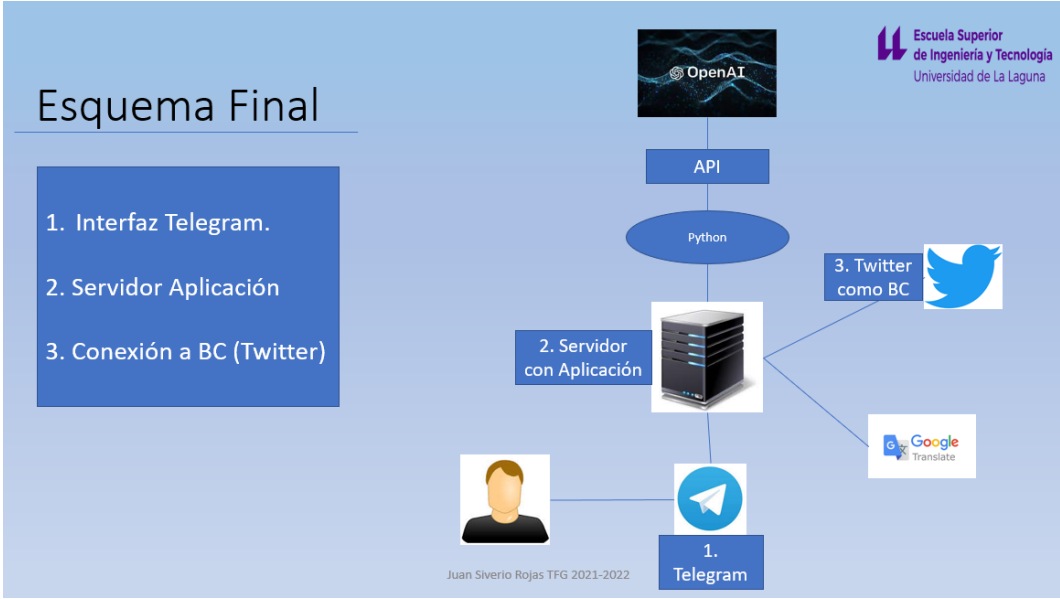 Esquema Final
1. Interfaz Telegram.
2. Servidor Aplicación
3. Conexión a BC (Twitter)
OpenAI
Escuela Superior
de Ingeniería y Tecnología
Universidad de La Laguna
API
Python
3. Twitter
como BC
2. Servidor
con Aplicación
G
文
Google
Translate
1.
Telegram
Juan Siverio Rojas TFG 2021-2022